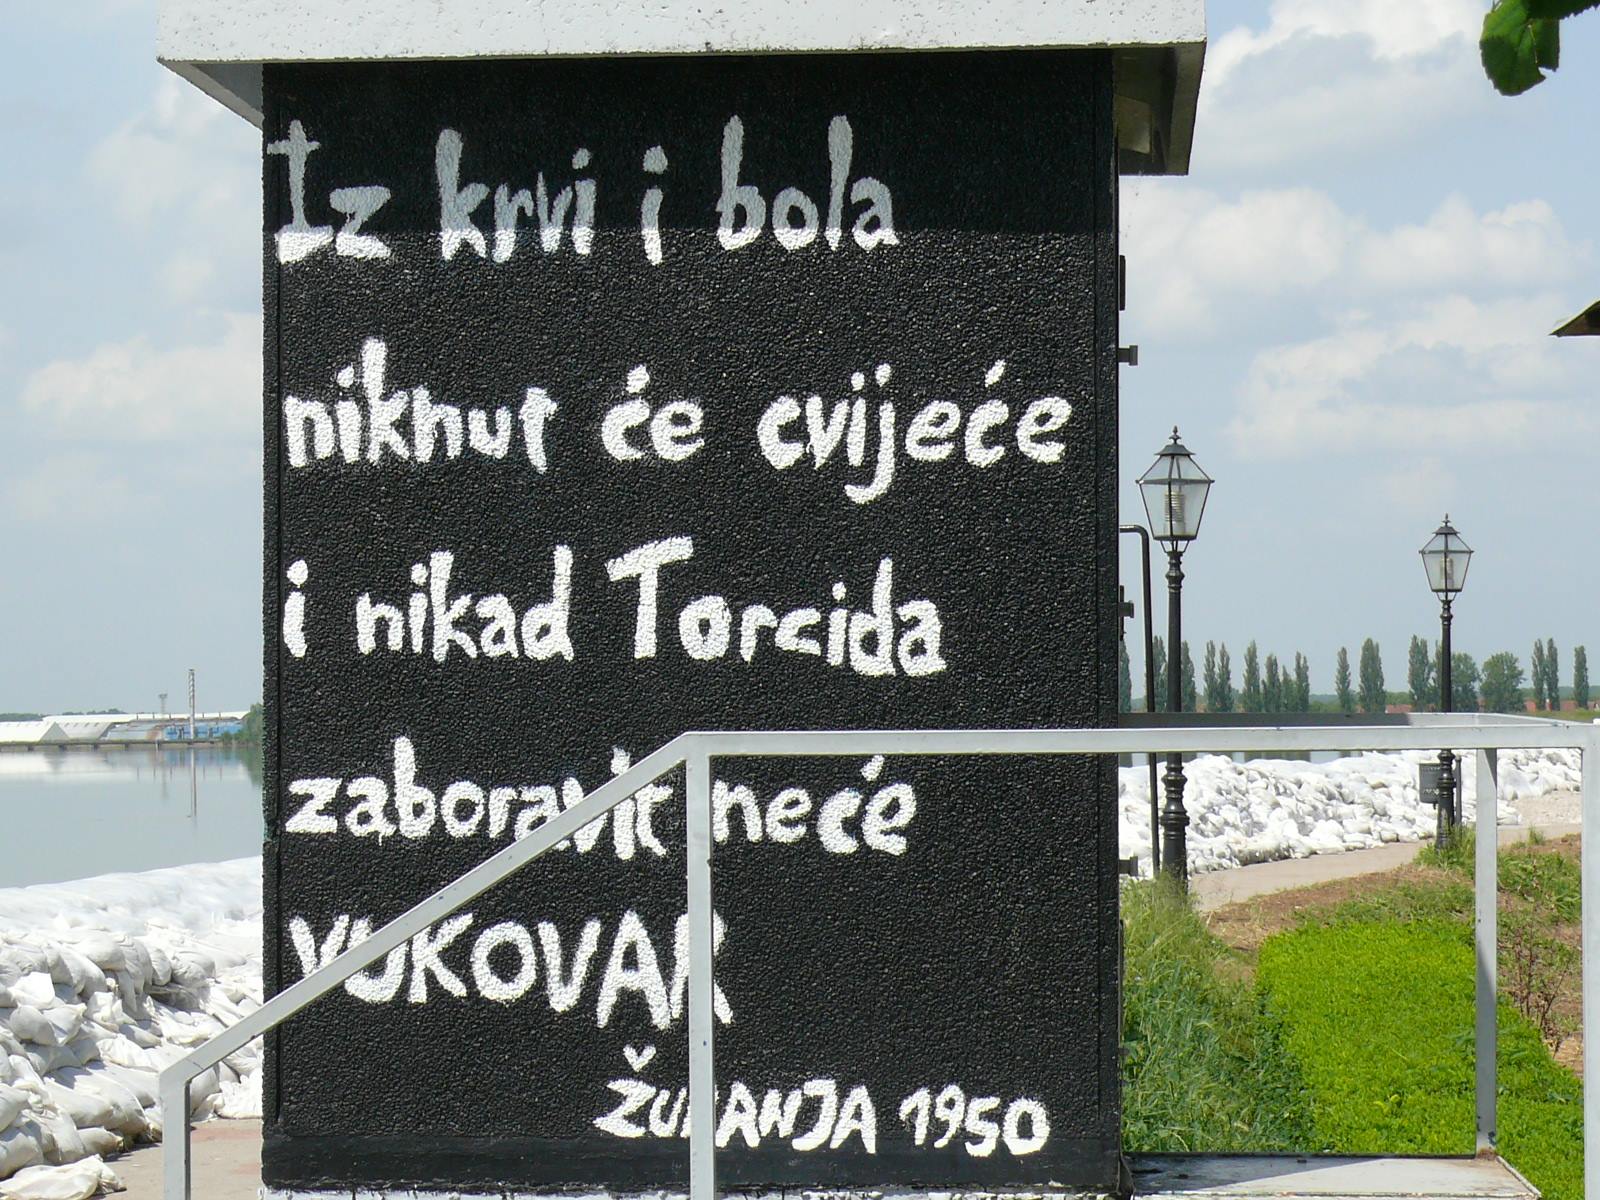 Iz krvi i bola
niknut će cvijeće
i nikad Torcida
zaboravit neće
VUKOVAR
ŽUPANJA 1950